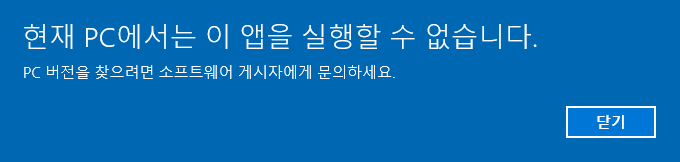 현재 PC에서는 이 앱을 실행할 수 없습니다.
PC 버전을 찾으려면 소프트웨어 게시자에게 문의하세요.
닫기